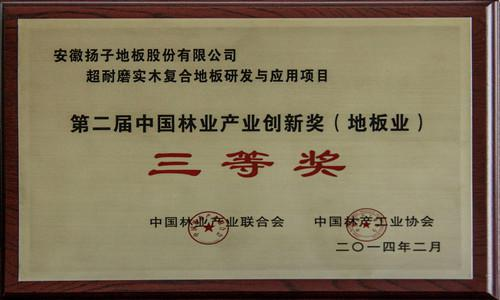 安徽扬子地板股份有限公司
超耐磨实木复合地板研发与应用项目
第二届中国林业产业创新奖（地板业）
三等奖
中国林业产业联合会 中国林产工业协会
二〇一四年二月